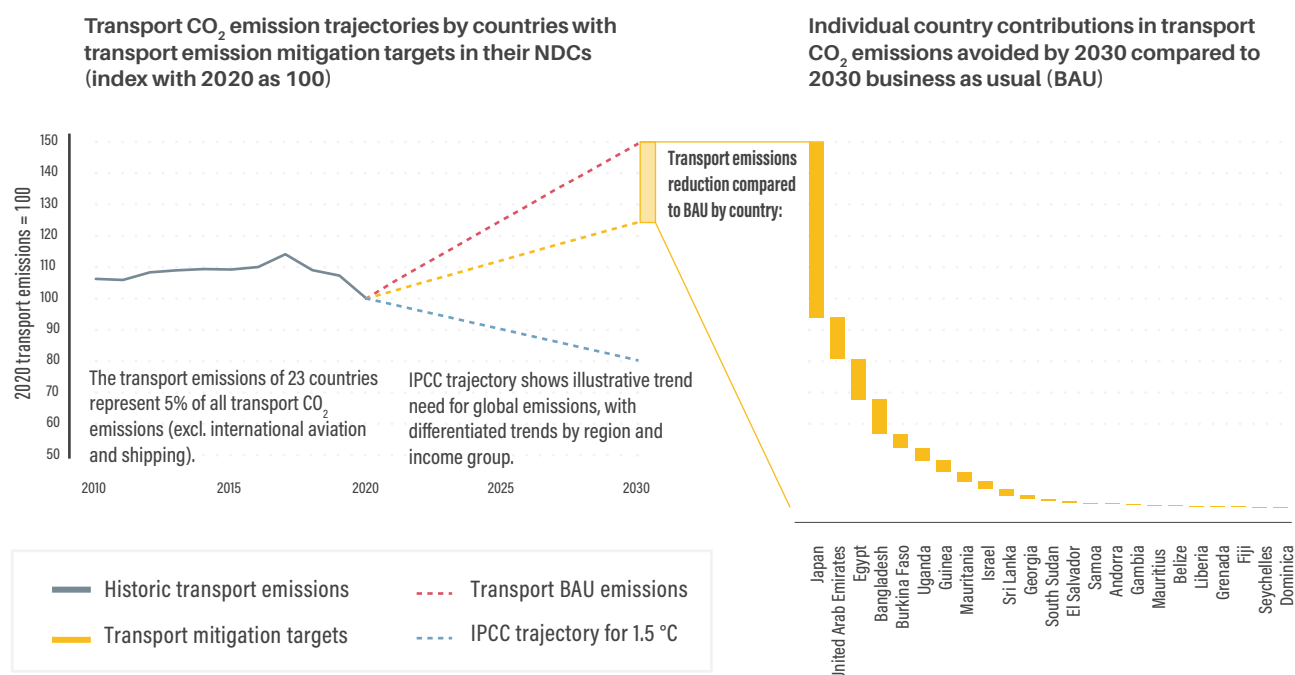 Transport CO₂ emission trajectories by countries with
transport emission mitigation targets in their NDCs
(index with 2020 as 100)
Individual country contributions in transport
CO₂ emissions avoided by 2030 compared to
2030 business as usual (BAU)
2020 transport emissions = 100
150
140
130
120
110
100
90
80
70
60
50
Transport emissions
reduction compared
to BAU by country:
The transport emissions of 23 countries
represent 5% of all transport CO₂
emissions (excl. international aviation
and shipping).
IPCC trajectory shows illustrative trend
need for global emissions, with
differentiated trends by region and
income group.
2010
2015
2020
2025
2030
Japan
United Arab Emirates
Egypt
Bangladesh
Burkina Faso
Uganda
Guinea
Mauritania
Israel
Sri Lanka
Georgia
South Sudan
El Salvador
Samoa
Andorra
Gambia
Mauritius
Belize
Liberia
Grenada
Fiji
Seychelles
Dominica
Historic transport emissions
Transport BAU emissions
Transport mitigation targets
IPCC trajectory for 1.5 °C